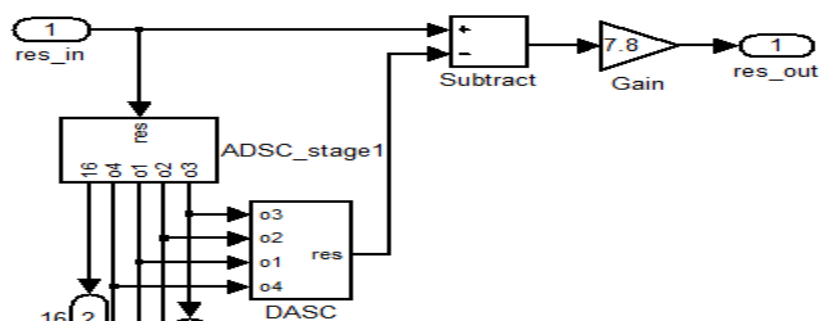 1
res_in
+
−
Subtract
7.8
Gain
1
res_out
res
16 o4 o1 o2 o3
ADSC_stage1
o3
o2
o1
o4
res
DASC
16
2